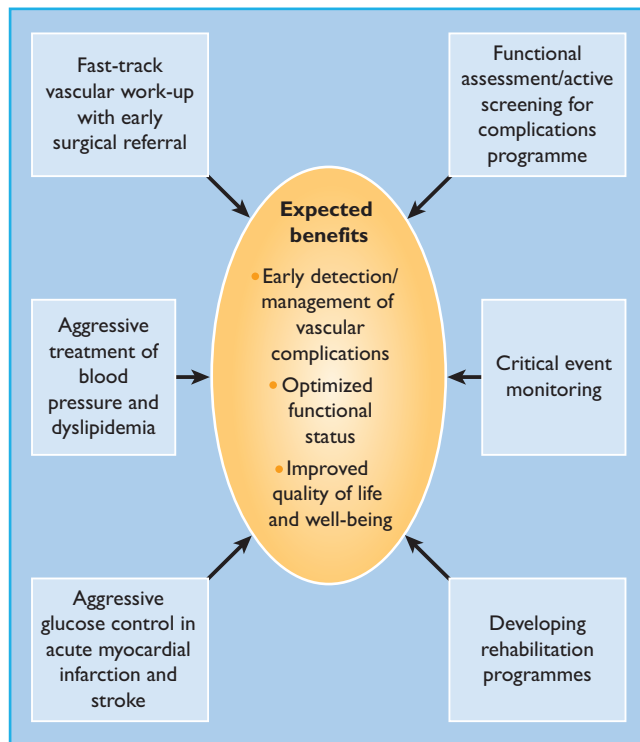 Fast-track
vascular work-up
with early
surgical referral
Functional
assessment/active
screening for
complications
programme
Expected
benefits
• Early detection/
management of
vascular
complications
• Optimized
functional
status
• Improved
quality of life
and well-being
Aggressive
treatment of
blood
pressure and
dyslipidemia
Critical event
monitoring
Aggressive
glucose control in
acute myocardial
infarction and
stroke
Developing
rehabilitation
programmes